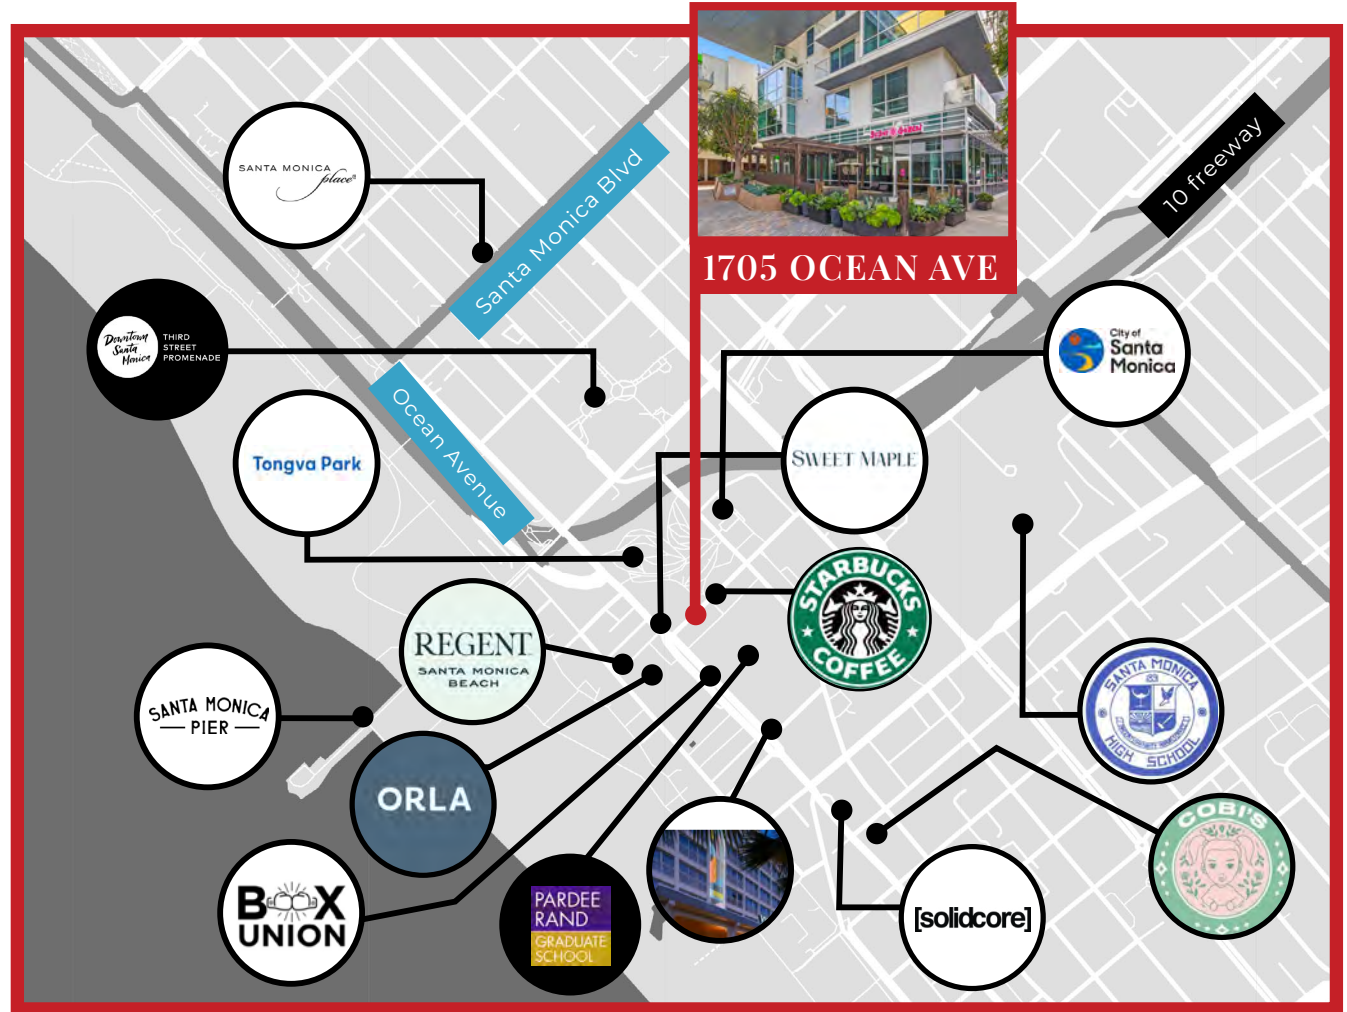 1705 OCEAN AVE
SANTA MONICA
place®
Santa Monica Blvd
10 freeway
Downtown
Santa
Monica
THIRD
STREET
PROMENADE
City of
Santa
Monica
Tongva Park
Ocean Avenue
SWEET MAPLE
STARBUCKS
COFFEE
REGENT
SANTA MONICA
BEACH
SANTA MONICA
PIER
SANTA MONICA
HIGH SCHOOL
ORLA
COBI'S
BOX
UNION
PARDEE
RAND
GRADUATE
SCHOOL
[solidcore]